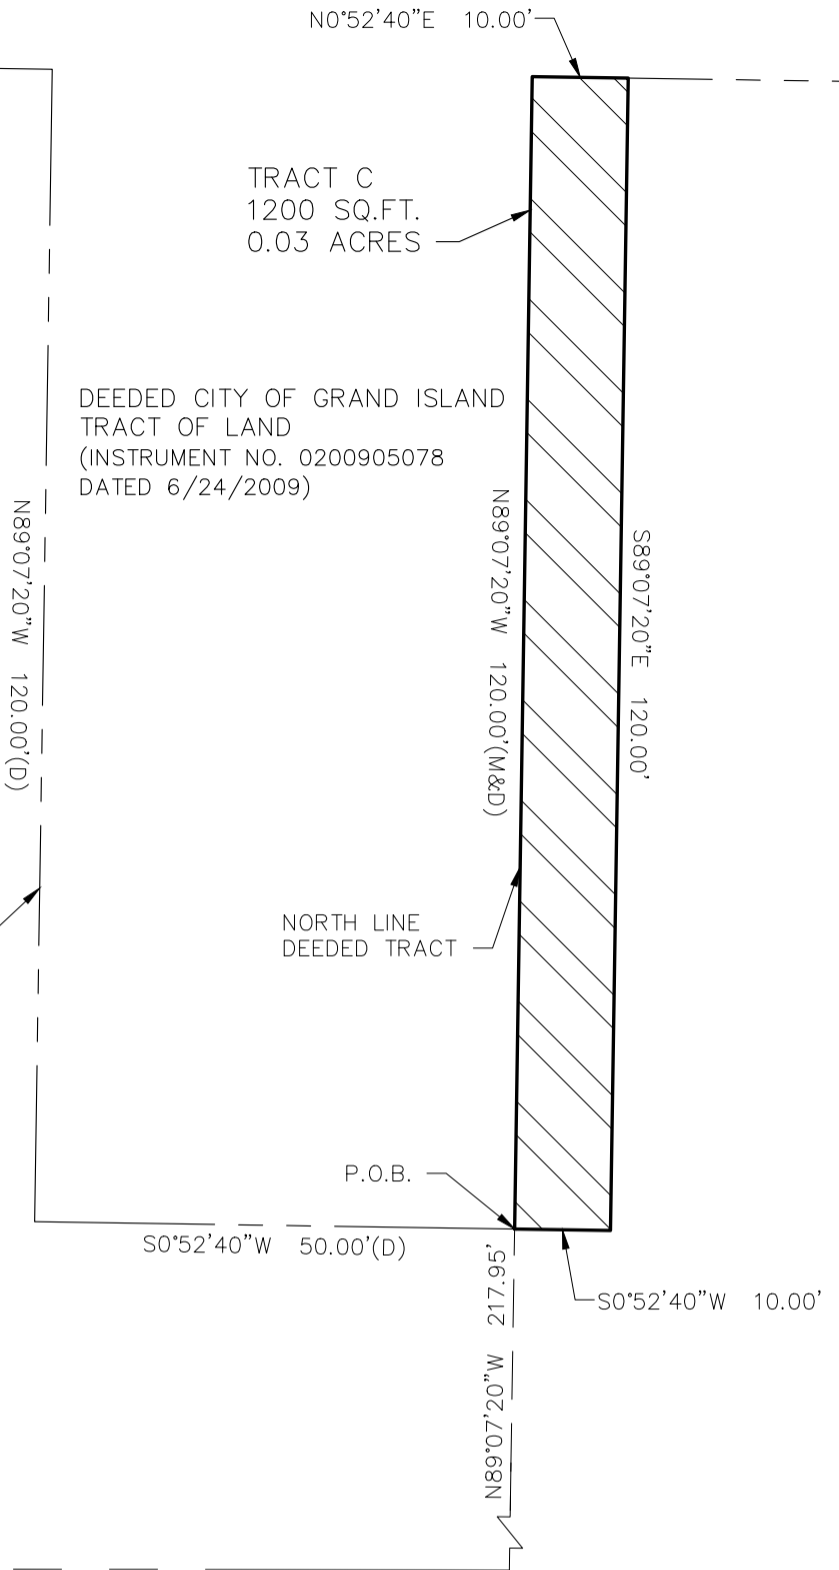 N0°52'40"E 10.00'
TRACT C
1200 SQ.FT.
0.03 ACRES
DEEDED CITY OF GRAND ISLAND
TRACT OF LAND
(INSTRUMENT NO. 0200905078
DATED 6/24/2009)
N89°07'20"W 120.00'(D)
N89°07'20"W 120.00'(M&D)
S89°07'20"E 120.00'
NORTH LINE
DEEDED TRACT
P.O.B.
S0°52'40"W 50.00'(D)
S0°52'40"W 10.00'
N89°07'20"W 217.95'